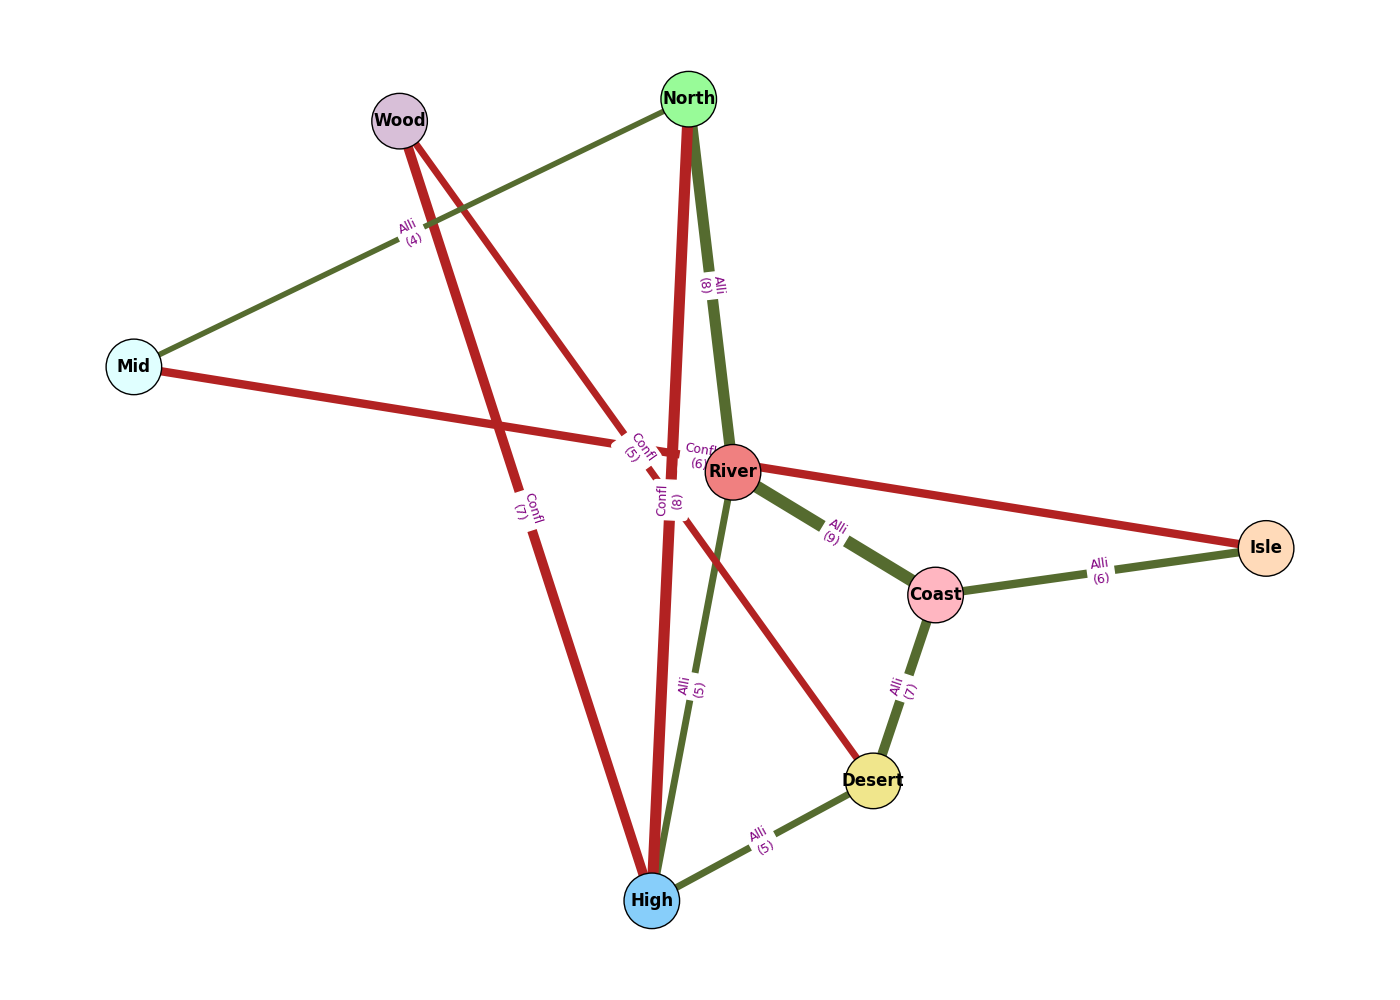 North
Wood
Alli
(4)
Alli
(8)
Mid
Confl
(5)
Confl
(6)
River
Confl
(8)
Confl
(7)
Alli
(9)
Isle
Alli
(6)
Coast
Alli
(5)
Alli
(7)
Desert
Alli
(5)
High